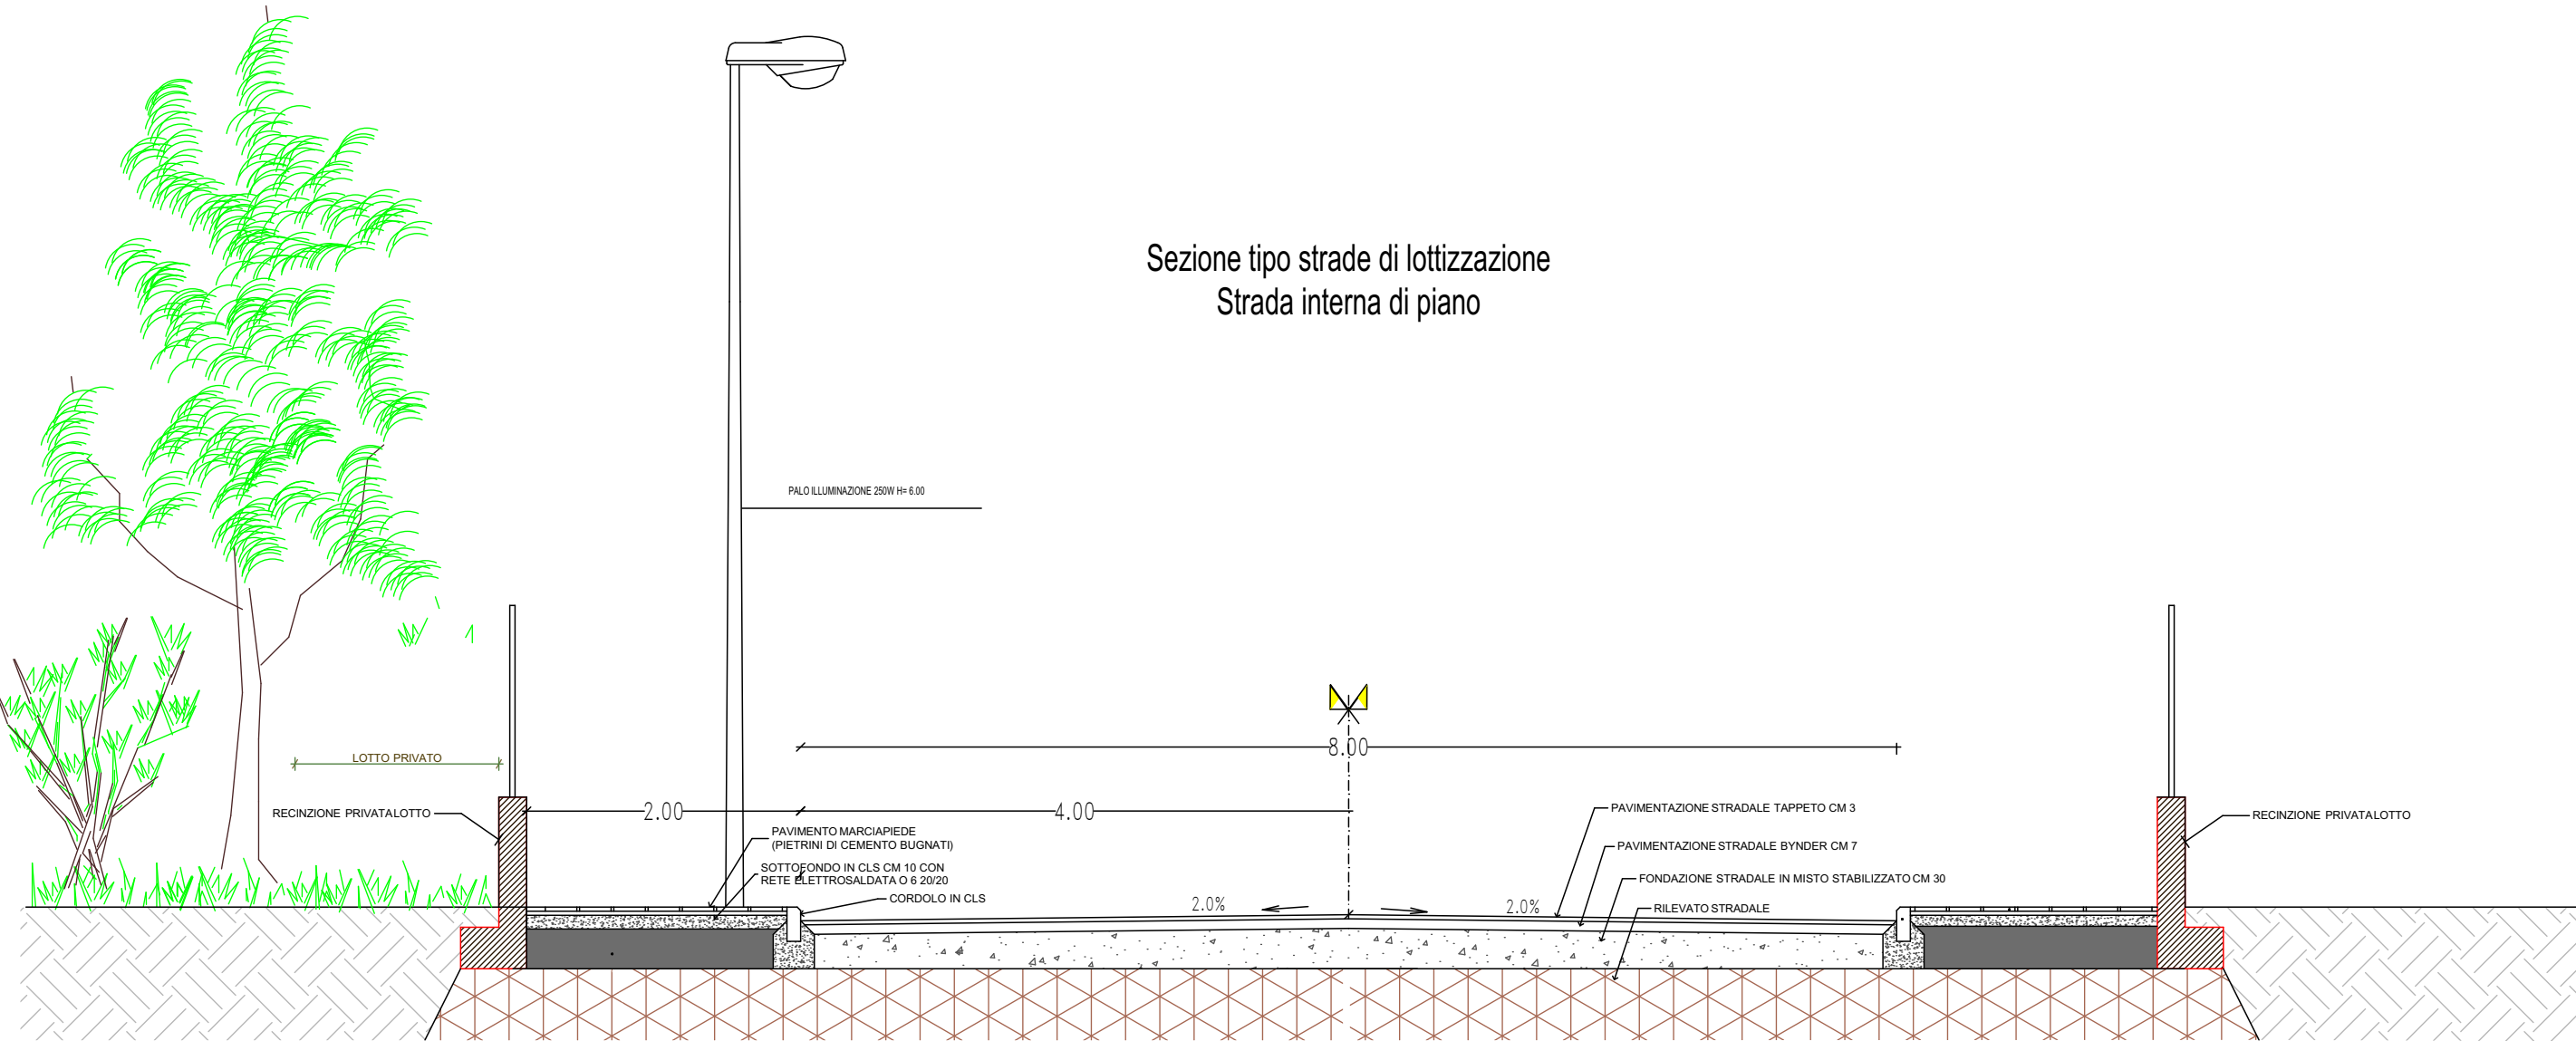 Sezione tipo strade di lottizzazione
Strada interna di piano
PALO ILLUMINAZIONE 250W H= 6.00
8.00
LOTTO PRIVATO
RECINZIONE PRIVATALOTTO
2.00
4.00
PAVIMENTAZIONE STRADALE TAPPETO CM 3
RECINZIONE PRIVATALOTTO
PAVIMENTO MARCIAPIEDE
(PIETRINI DI CEMENTO BUGNATI)
PAVIMENTAZIONE STRADALE BYNDER CM 7
SOTTOFONDO IN CLS CM 10 CON
RETE ELETTROSALDATA O 6 20/20
FONDAZIONE STRADALE IN MISTO STABILIZZATO CM 30
CORDOLO IN CLS
2.0%
2.0%
RILEVATO STRADALE